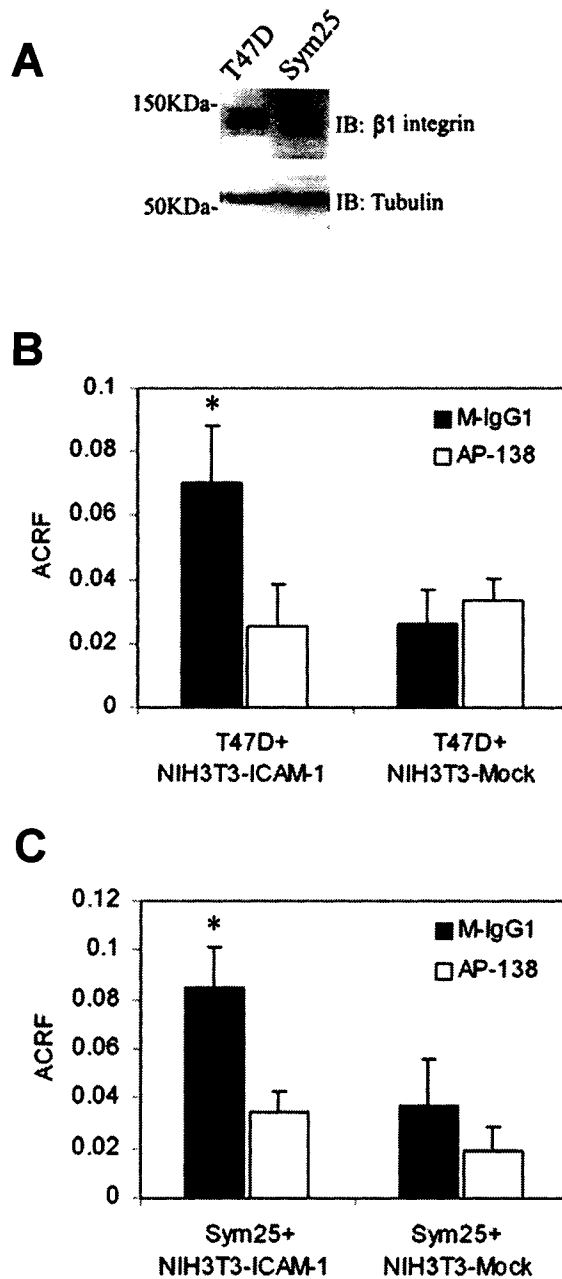 A
T47D
Sym25
150KDa-
IB: β1 integrin
50KDa-
IB: Tubulin
B
0.1
0.08
0.06
0.04
0.02
0
ACRF
*
M-IgG1
AP-138
T47D+
NIH3T3-ICAM-1
T47D+
NIH3T3-Mock
C
0.12
0.1
0.08
0.06
0.04
0.02
0
ACRF
*
M-IgG1
AP-138
Sym25+
NIH3T3-ICAM-1
Sym25+
NIH3T3-Mock